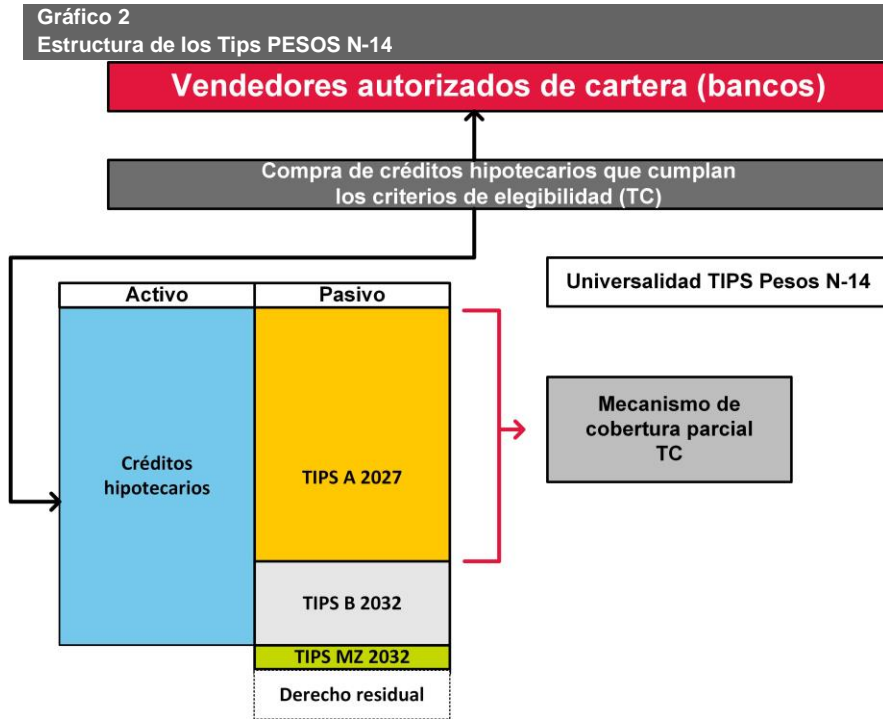 Gráfico 2
Estructura de los Tips PESOS N-14
Vendedores autorizados de cartera (bancos)
Compra de créditos hipotecarios que cumplan
los criterios de elegibilidad (TC)
Universalidad TIPS Pesos N-14
Activo
Pasivo
Créditos
hipotecarios
TIPS A 2027
Mecanismo de
cobertura parcial
TC
TIPS B 2032
TIPS MZ 2032
Derecho residual